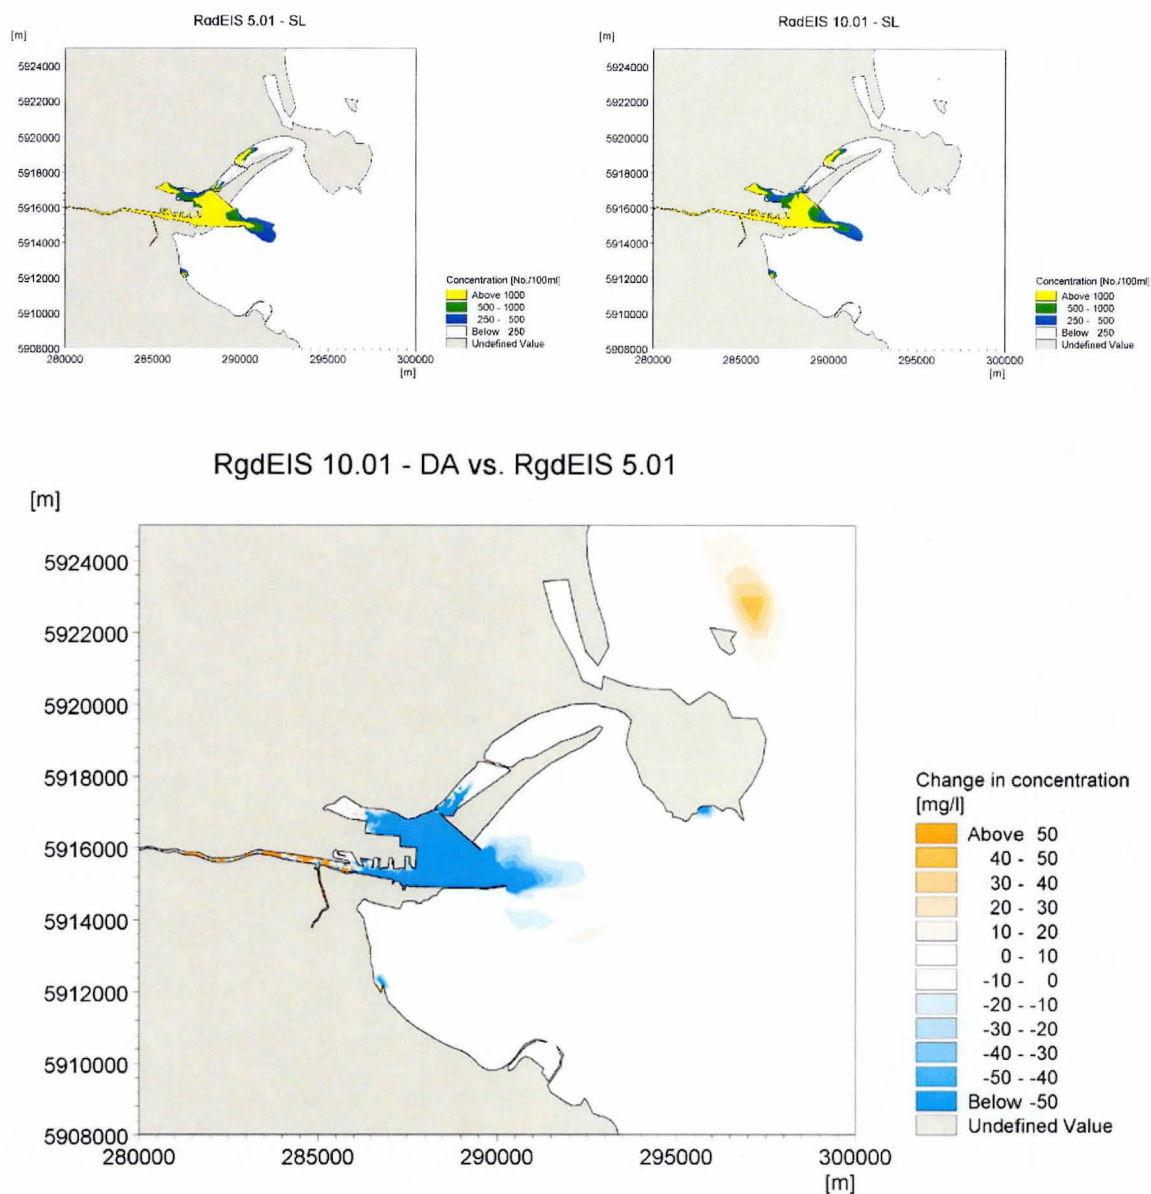 RgdEIS 5.01 - SL
[m]
5924000
5922000
5920000
5918000
5916000
5914000
5912000
5910000
5908000
280000 285000 290000 295000 300000
[m]
Concentration [No./100ml]
Above 1000
500 - 1000
250 - 500
Below 250
Undefined Value
RgdEIS 10.01 - SL
[m]
5924000
5922000
5920000
5918000
5916000
5914000
5912000
5910000
5908000
280000 285000 290000 295000 300000
[m]
Concentration [No./100ml]
Above 1000
500 - 1000
250 - 500
Below 250
Undefined Value
RgdEIS 10.01 - DA vs. RgdEIS 5.01
[m]
5924000
5922000
5920000
5918000
5916000
5914000
5912000
5910000
5908000
280000 285000 290000 295000 300000
[m]
Change in concentration
[mg/l]
Above 50
40 - 50
30 - 40
20 - 30
10 - 20
0 - 10
-10 - 0
-20 - -10
-30 - -20
-40 - -30
-50 - -40
Below -50
Undefined Value